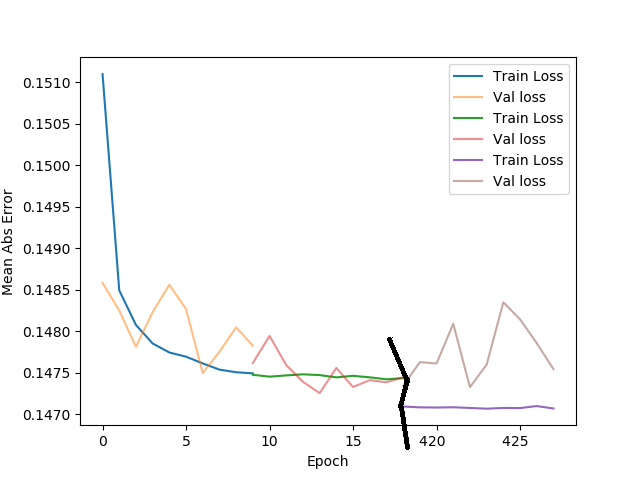 Train Loss
Val loss
Train Loss
Val loss
Train Loss
Val loss
Mean Abs Error
0.1510
0.1505
0.1500
0.1495
0.1490
0.1485
0.1480
0.1475
0.1470
0 5 10 15 420 425
Epoch